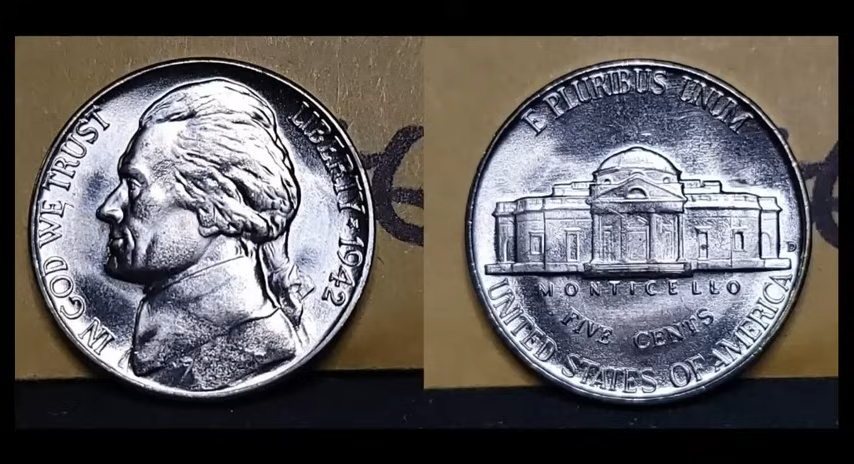 IN GOD WE TRUST
LIBERTY ★ 1942
E PLURIBUS UNUM
D
MONTICELLO
FIVE CENTS
UNITED STATES OF AMERICA